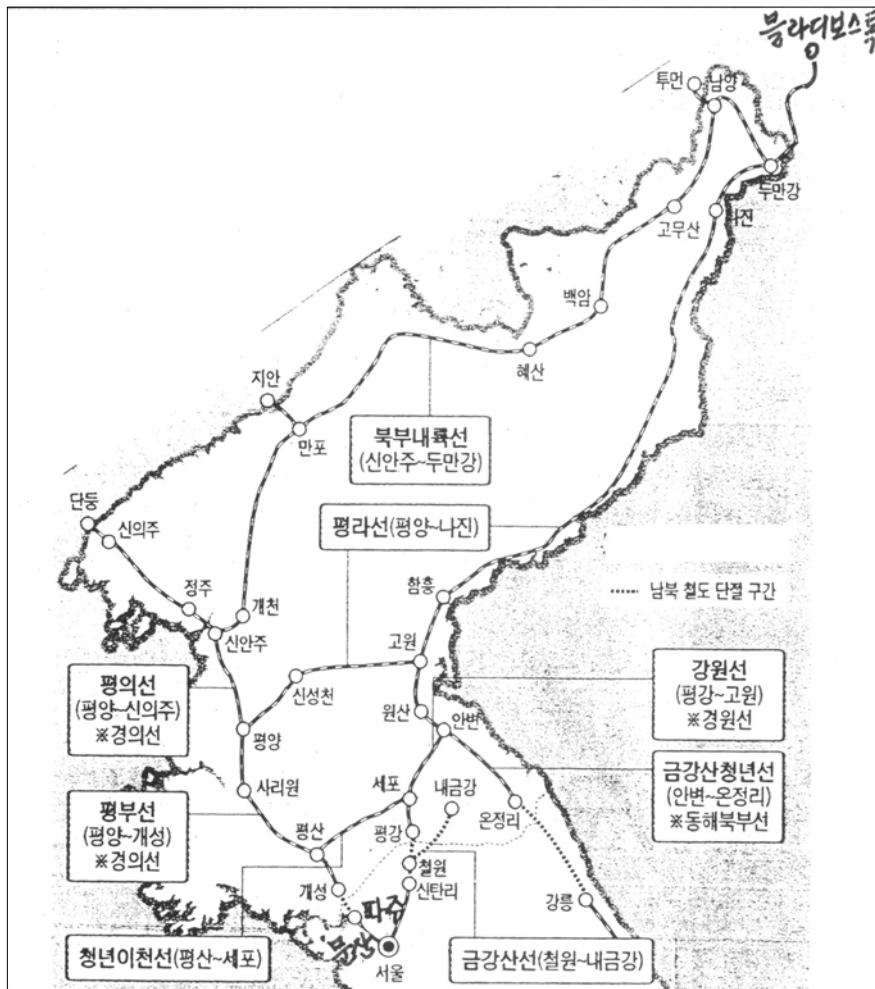 블라디보스톡
투먼
남양
두만강
나진
고무산
백암
혜산
지안
만포
북부내륙선
(신안주~두만강)
단둥
신의주
평라선(평양~나진)
정주
개천
신안주
함흥
남북 철도 단절 구간
고원
신성천
평의선
(평양~신의주)
※경의선
강원선
(평강~고원)
※경원선
원산
안변
평양
사리원
세포
내금강
온정리
금강산청년선
(안변~온정리)
※동해북부선
평부선
(평양~개성)
※경의선
평산
평강
철원
신탄리
개성
파주
문산
강릉
서울
청년이천선(평산~세포)
금강산선(철원~내금강)